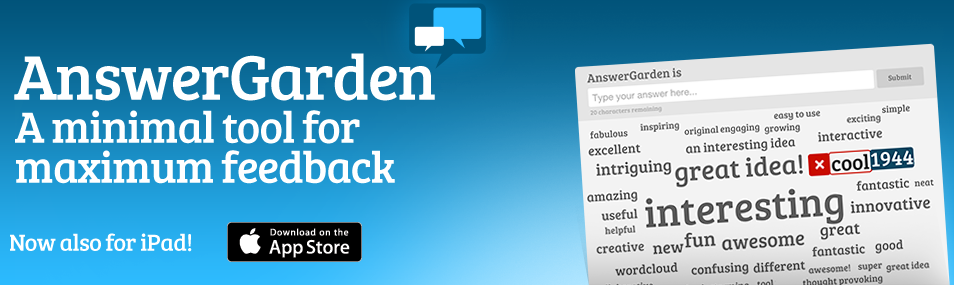 AnswerGarden
A minimal tool for
maximum feedback
Now also for iPad!
Download on the
App Store
AnswerGarden is
Type your answer here...
Submit
20 characters remaining
fabulous inspiring original engaging easy to use growing exciting simple
excellent an interesting idea interactive
intriguing great idea! × cool 1944
amazing interesting fantastic neat
useful innovative
helpful
creative new fun awesome great
fantastic good
wordcloud confusing different awesome! super great idea
tool thought provoking